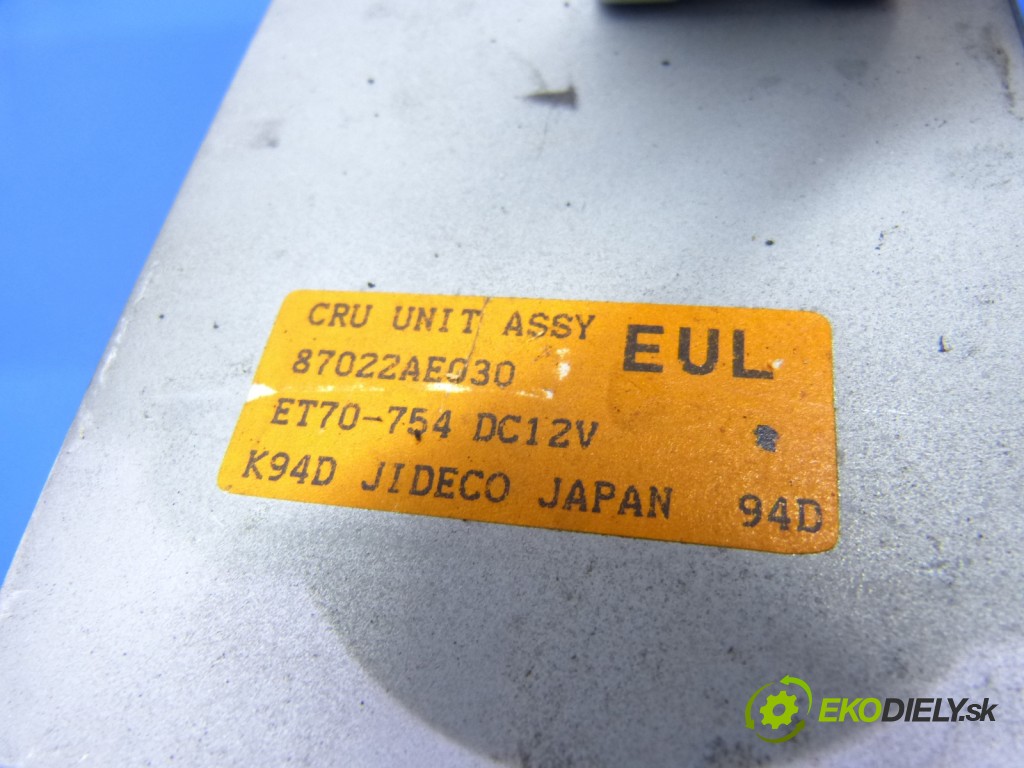 CRU UNIT ASSY EUL
87022AE030
ET70-754 DC12V
K94D JIDECO JAPAN 94D
EKODIELY.sk